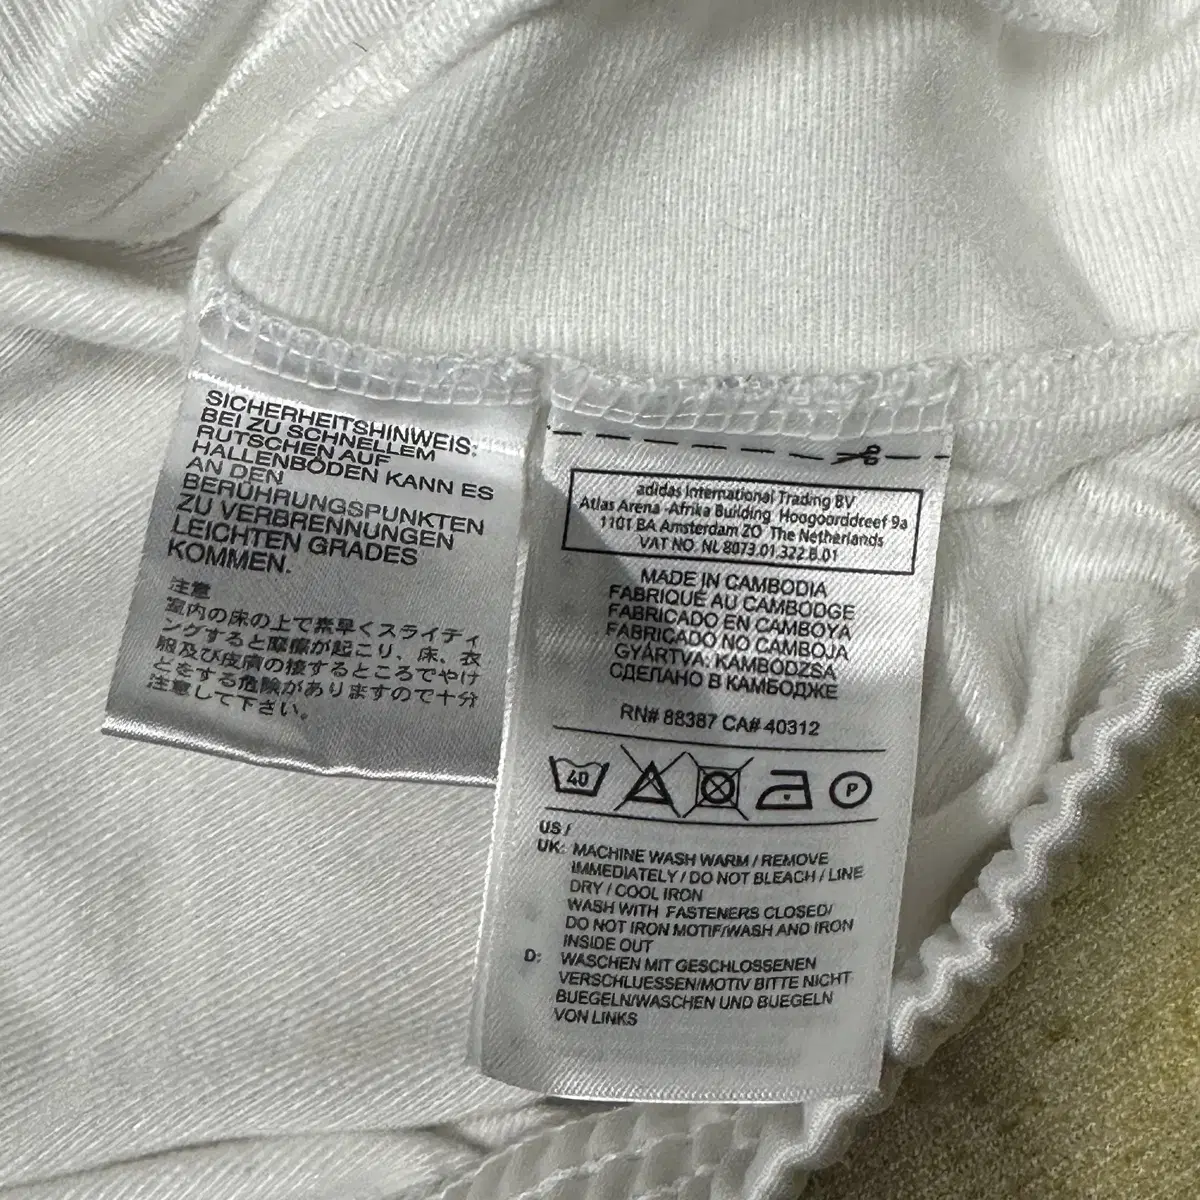 SICHERHEITSHINWEIS:
BEI ZU SCHNELLEM
RUTSCHEN AUF
HALLENBÖDEN KANN ES
AN DEN
BERÜHRUNGSPUNKTEN
ZU VERBRENNUNGEN
LEICHTEN GRADES
KOMMEN.
注意
室内の床の上で素早くスライディ
ングすると摩擦が起こり、床、衣
服及び皮膚の接するところでやけ
どをする危険がありますので十分
注意して下さい。
adidas International Trading BV
Atlas Arena -Afrika Building Hoogoorddreef 9a
1101 BA Amsterdam ZO The Netherlands
VAT NO. NL 8073.01.322.B.01
MADE IN CAMBODIA
FABRIQUÉ AU CAMBODGE
FABRICADO EN CAMBOYA
FABRICADO NO CAMBOJA
GYÁRTVA: KAMBODZSA
СДЕЛАНО В КАМБОДЖЕ
RN# 88387 CA# 40312
40 P
US /
UK: MACHINE WASH WARM / REMOVE
IMMEDIATELY / DO NOT BLEACH / LINE
DRY / COOL IRON
WASH WITH FASTENERS CLOSED/
DO NOT IRON MOTIF/WASH AND IRON
INSIDE OUT
D: WASCHEN MIT GESCHLOSSENEN
VERSCHLUESSEN/MOTIV BITTE NICHT
BUEGELN/WASCHEN UND BUEGELN
VON LINKS